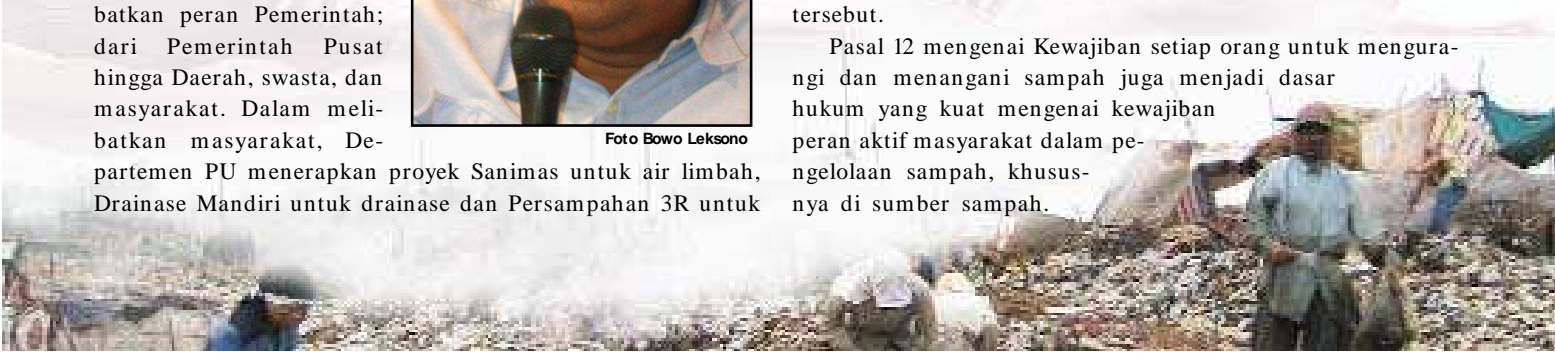 batkan peran Pemerintah;
dari Pemerintah Pusat
hingga Daerah, swasta, dan
masyarakat. Dalam meli-
batkan masyarakat, De-
Foto Bowo Leksono
partemen PU menerapkan proyek Sanimas untuk air limbah,
Drainase Mandiri untuk drainase dan Persampahan 3R untuk
tersebut.
Pasal 12 mengenai Kewajiban setiap orang untuk mengura-
ngi dan menangani sampah juga menjadi dasar
hukum yang kuat mengenai kewajiban
peran aktif masyarakat dalam pe-
ngelolaan sampah, khusus-
nya di sumber sampah.